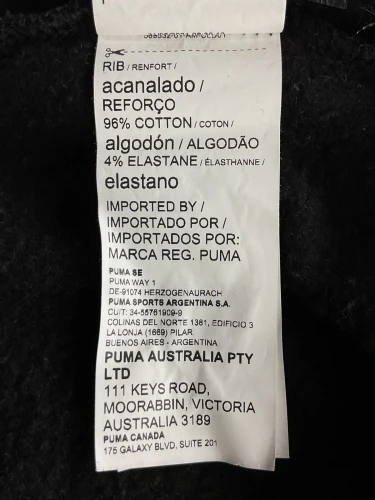 RIB / RENFORT /
acanalado /
REFORÇO
96% COTTON / COTON /
algodón / ALGODÃO
4% ELASTANE / ÉLASTHANNE /
elastano
IMPORTED BY /
IMPORTADO POR /
IMPORTADOS POR:
MARCA REG. PUMA
PUMA SE
PUMA WAY 1
DE-91074 HERZOGENAURACH
PUMA SPORTS ARGENTINA S.A.
CUIT: 34-55761909-9
COLINAS DEL NORTE 1381, EDIFICIO 3
LA LONJA (1669) PILAR
BUENOS AIRES - ARGENTINA
PUMA AUSTRALIA PTY
LTD
111 KEYS ROAD,
MOORABBIN, VICTORIA
AUSTRALIA 3189
PUMA CANADA
175 GALAXY BLVD, SUITE 201